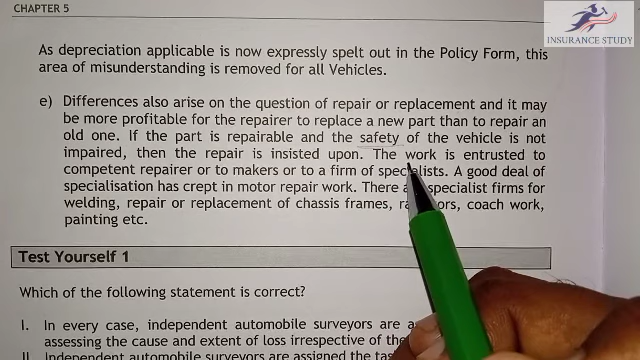 CHAPTER 5
INSURANCE STUDY
As depreciation applicable is now expressly spelt out in the Policy Form, this
area of misunderstanding is removed for all Vehicles.
e) Differences also arise on the question of repair or replacement and it may
be more profitable for the repairer to replace a new part than to repair an
old one. If the part is repairable and the safety of the vehicle is not
impaired, then the repair is insisted upon. The work is entrusted to
competent repairer or to makers or to a firm of specialists. A good deal of
specialisation has crept in motor repair work. There specialist firms for
welding, repair or replacement of chassis frames, coach work,
painting etc.
Test Yourself 1
Which of the following statement is correct?
I. In every case, independent automobile surveyors are
assessing the cause and extent of loss irrespective of the
II. Independent automobile surveyors are assigned the